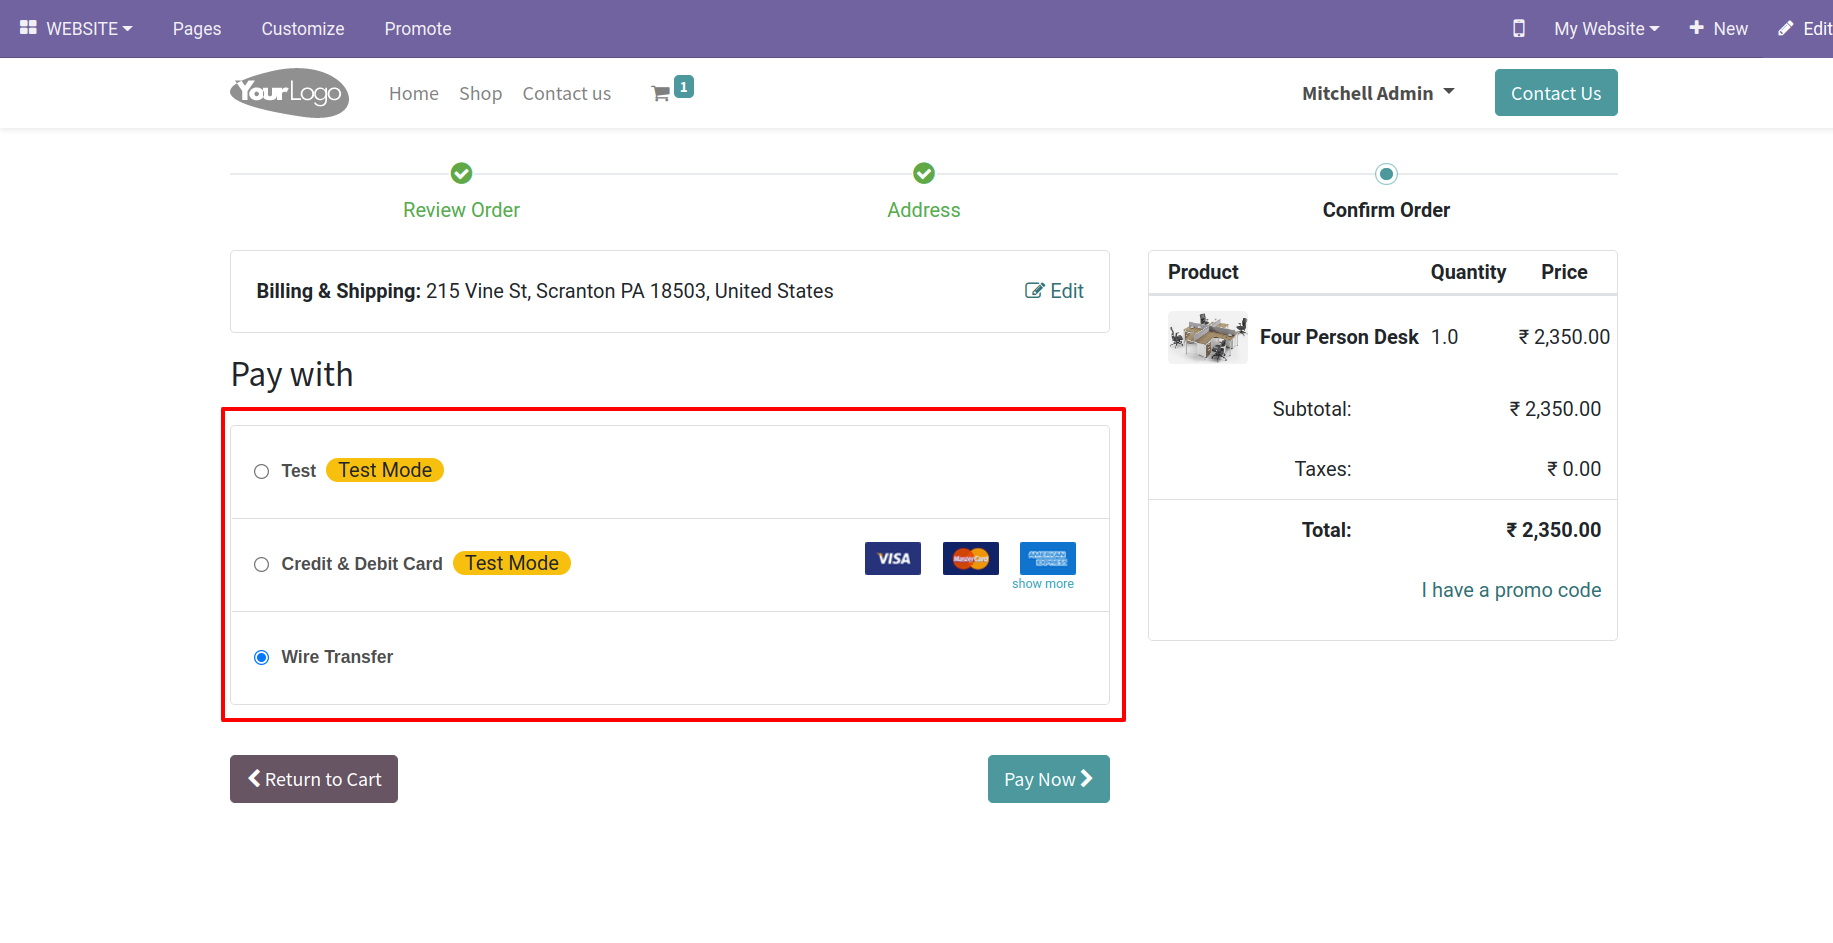 WEBSITE Pages Customize Promote My Website New Edit
YourLogo Home Shop Contact us 1 Mitchell Admin Contact Us
Review Order Address Confirm Order
Billing & Shipping: 215 Vine St, Scranton PA 18503, United States Edit
Product Quantity Price
Four Person Desk 1.0 ₹ 2,350.00
Subtotal: ₹ 2,350.00
Taxes: ₹ 0.00
Total: ₹ 2,350.00
I have a promo code
Pay with
Test Test Mode
Credit & Debit Card Test Mode VISA MasterCard AMERICAN EXPRESS
show more
Wire Transfer
Return to Cart Pay Now